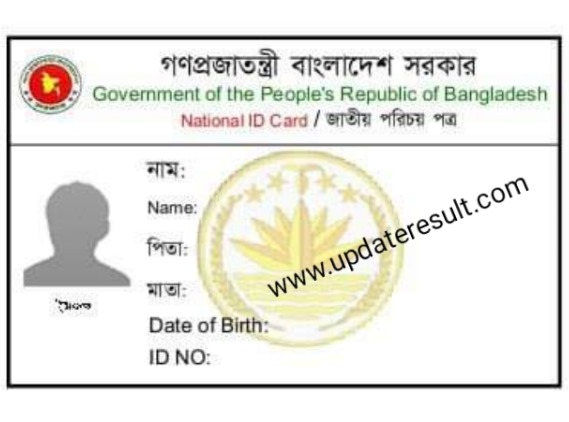 গণপ্রজাতন্ত্রী বাংলাদেশ সরকার
Government of the People's Republic of Bangladesh
National ID Card / জাতীয় পরিচয় পত্র
নাম:
Name:
পিতা:
মাতা:
Date of Birth:
ID NO:
www.updateresult.com